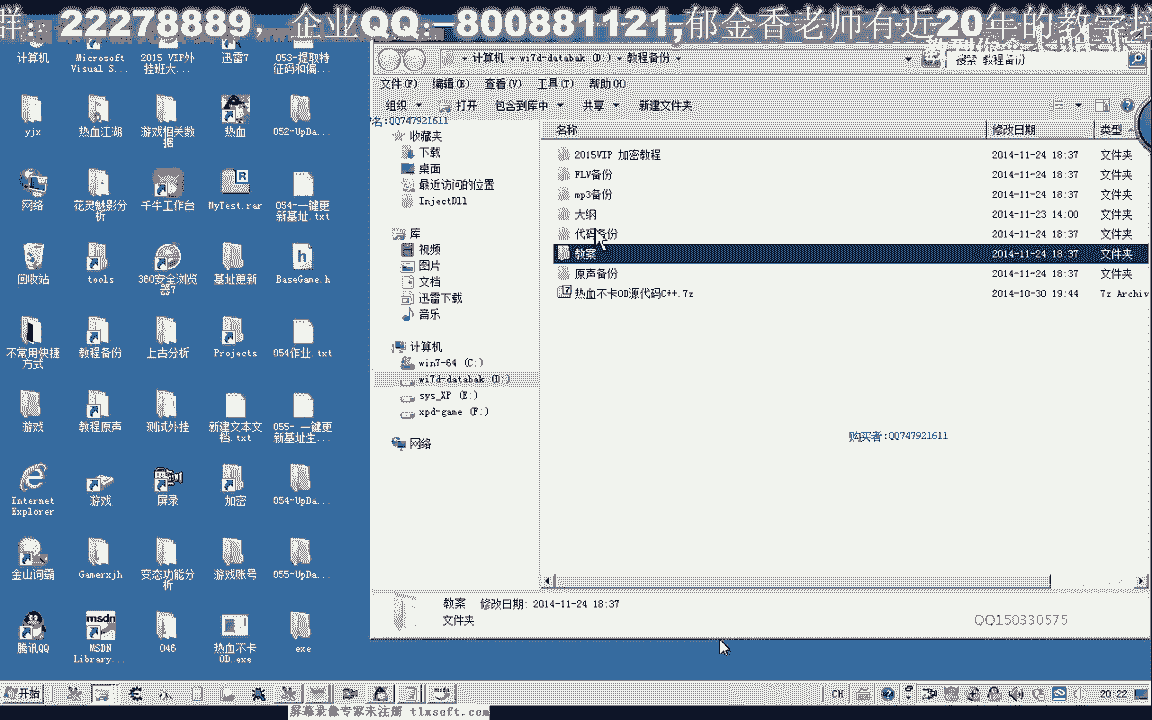 群: 22278889, 企业QQ:-800881121,郁金香老师有近20年的教学
计算机
Microsoft Visual S...
2015 VIP外挂班大...
迅雷7
053-提取特征码和偏...
yjx
热血江湖
游戏相关数据
热血
052-UpDa...
网络
花灵魅影分析
千牛工作台
MyTest.rar
054-一键更新基址.txt
回收站
tools
360安全浏览器7
基址更新
BaseGame.h
不常用快捷方式
教程备份
上古分析
Projects
054作业.txt
游戏
教程原声
测试外挂
新建文本文档.txt
055- 一键更新基址生...
Internet Explorer
游戏
屏录
加密
054-UpDa...
金山词霸
Gamerxjh
变态功能分析
游戏账号
055-UpDa...
腾讯QQ
MSDN Library...
046
热血不卡OD.exe
exe
计算机 wi7d-databak (D:) 教程备份
搜索 教程备份
文件(F) 编辑(E) 查看(V) 工具(T) 帮助(H)
组织 打开 包含到库中 共享 新建文件夹
名:QQ747921611
收藏夹
下载
桌面
最近访问的位置
InjectDll
库
视频
图片
文档
迅雷下载
音乐
计算机
win7-64 (C:)
wi7d-databak (D:)
sys_XP (E:)
xpd-game (F:)
网络
名称 修改日期 类型
2015VIP 加密教程 2014-11-24 18:37 文件夹
FLV备份 2014-11-24 18:37 文件夹
mp3备份 2014-11-24 18:37 文件夹
大纲 2014-11-23 14:00 文件夹
代码备份 2014-11-24 18:37 文件夹
教案 2014-11-24 18:37 文件夹
原声备份 2014-11-24 18:37 文件夹
热血不卡OD源代码C++.7z 2014-10-30 19:44 7z Archiv
购买者:QQ747921611
教案 修改日期: 2014-11-24 18:37
文件夹
QQ150330575
开始
CH
20:22
屏幕录像专家未注册 tlxsoft.com